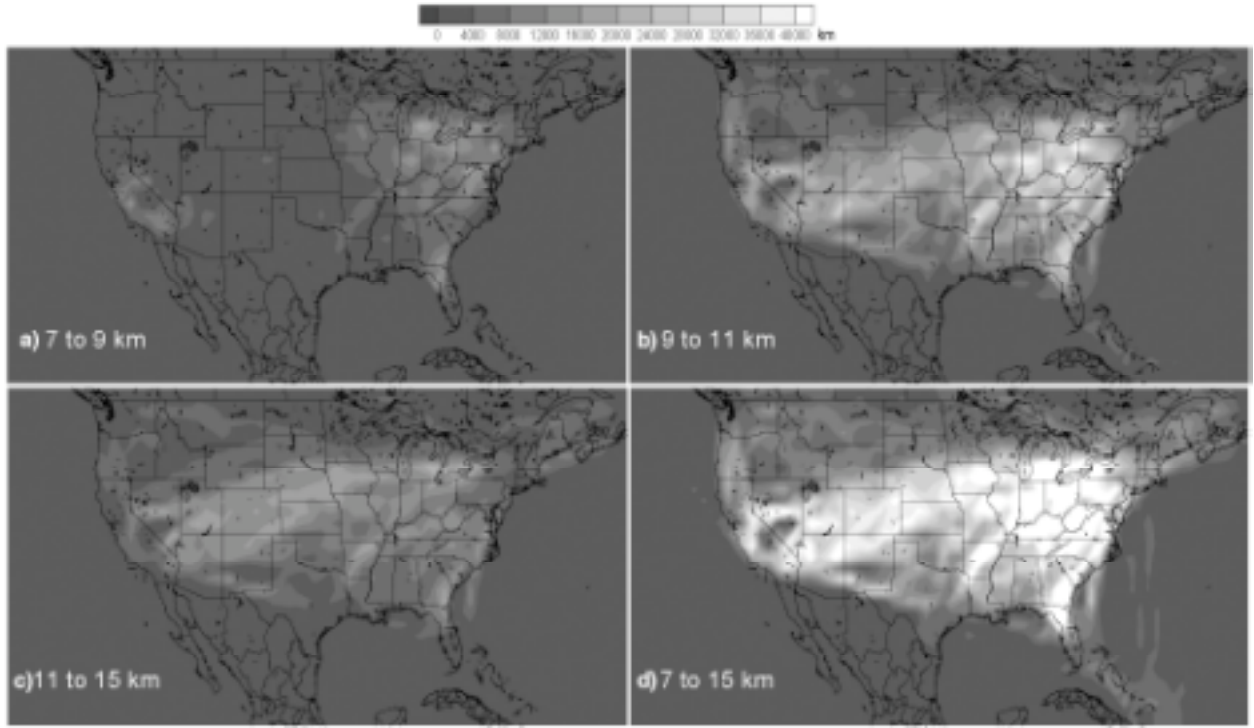 0 4000 8000 12000 16000 20000 24000 28000 32000 36000 40000 km
a) 7 to 9 km
b) 9 to 11 km
c) 11 to 15 km
d) 7 to 15 km